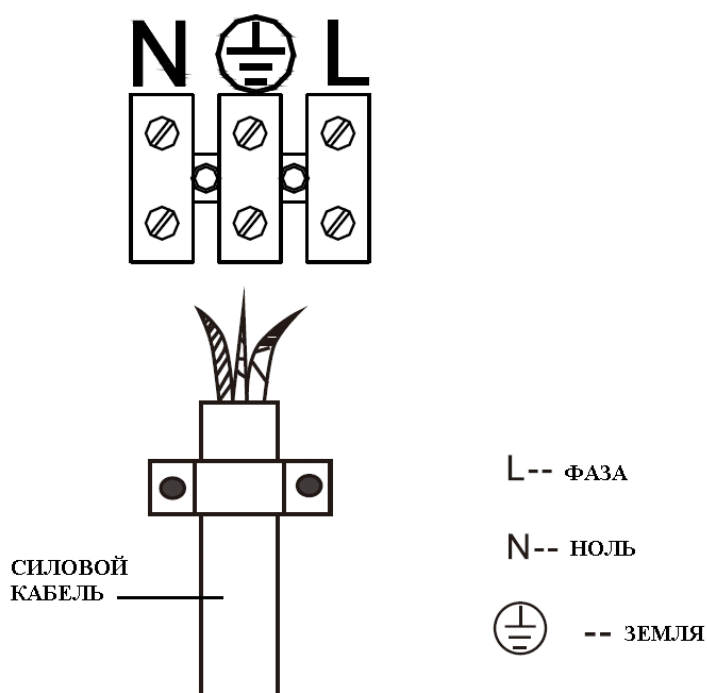 N L
L-- ФАЗА
N-- НОЛЬ
-- ЗЕМЛЯ
СИЛОВОЙ
КАБЕЛЬ